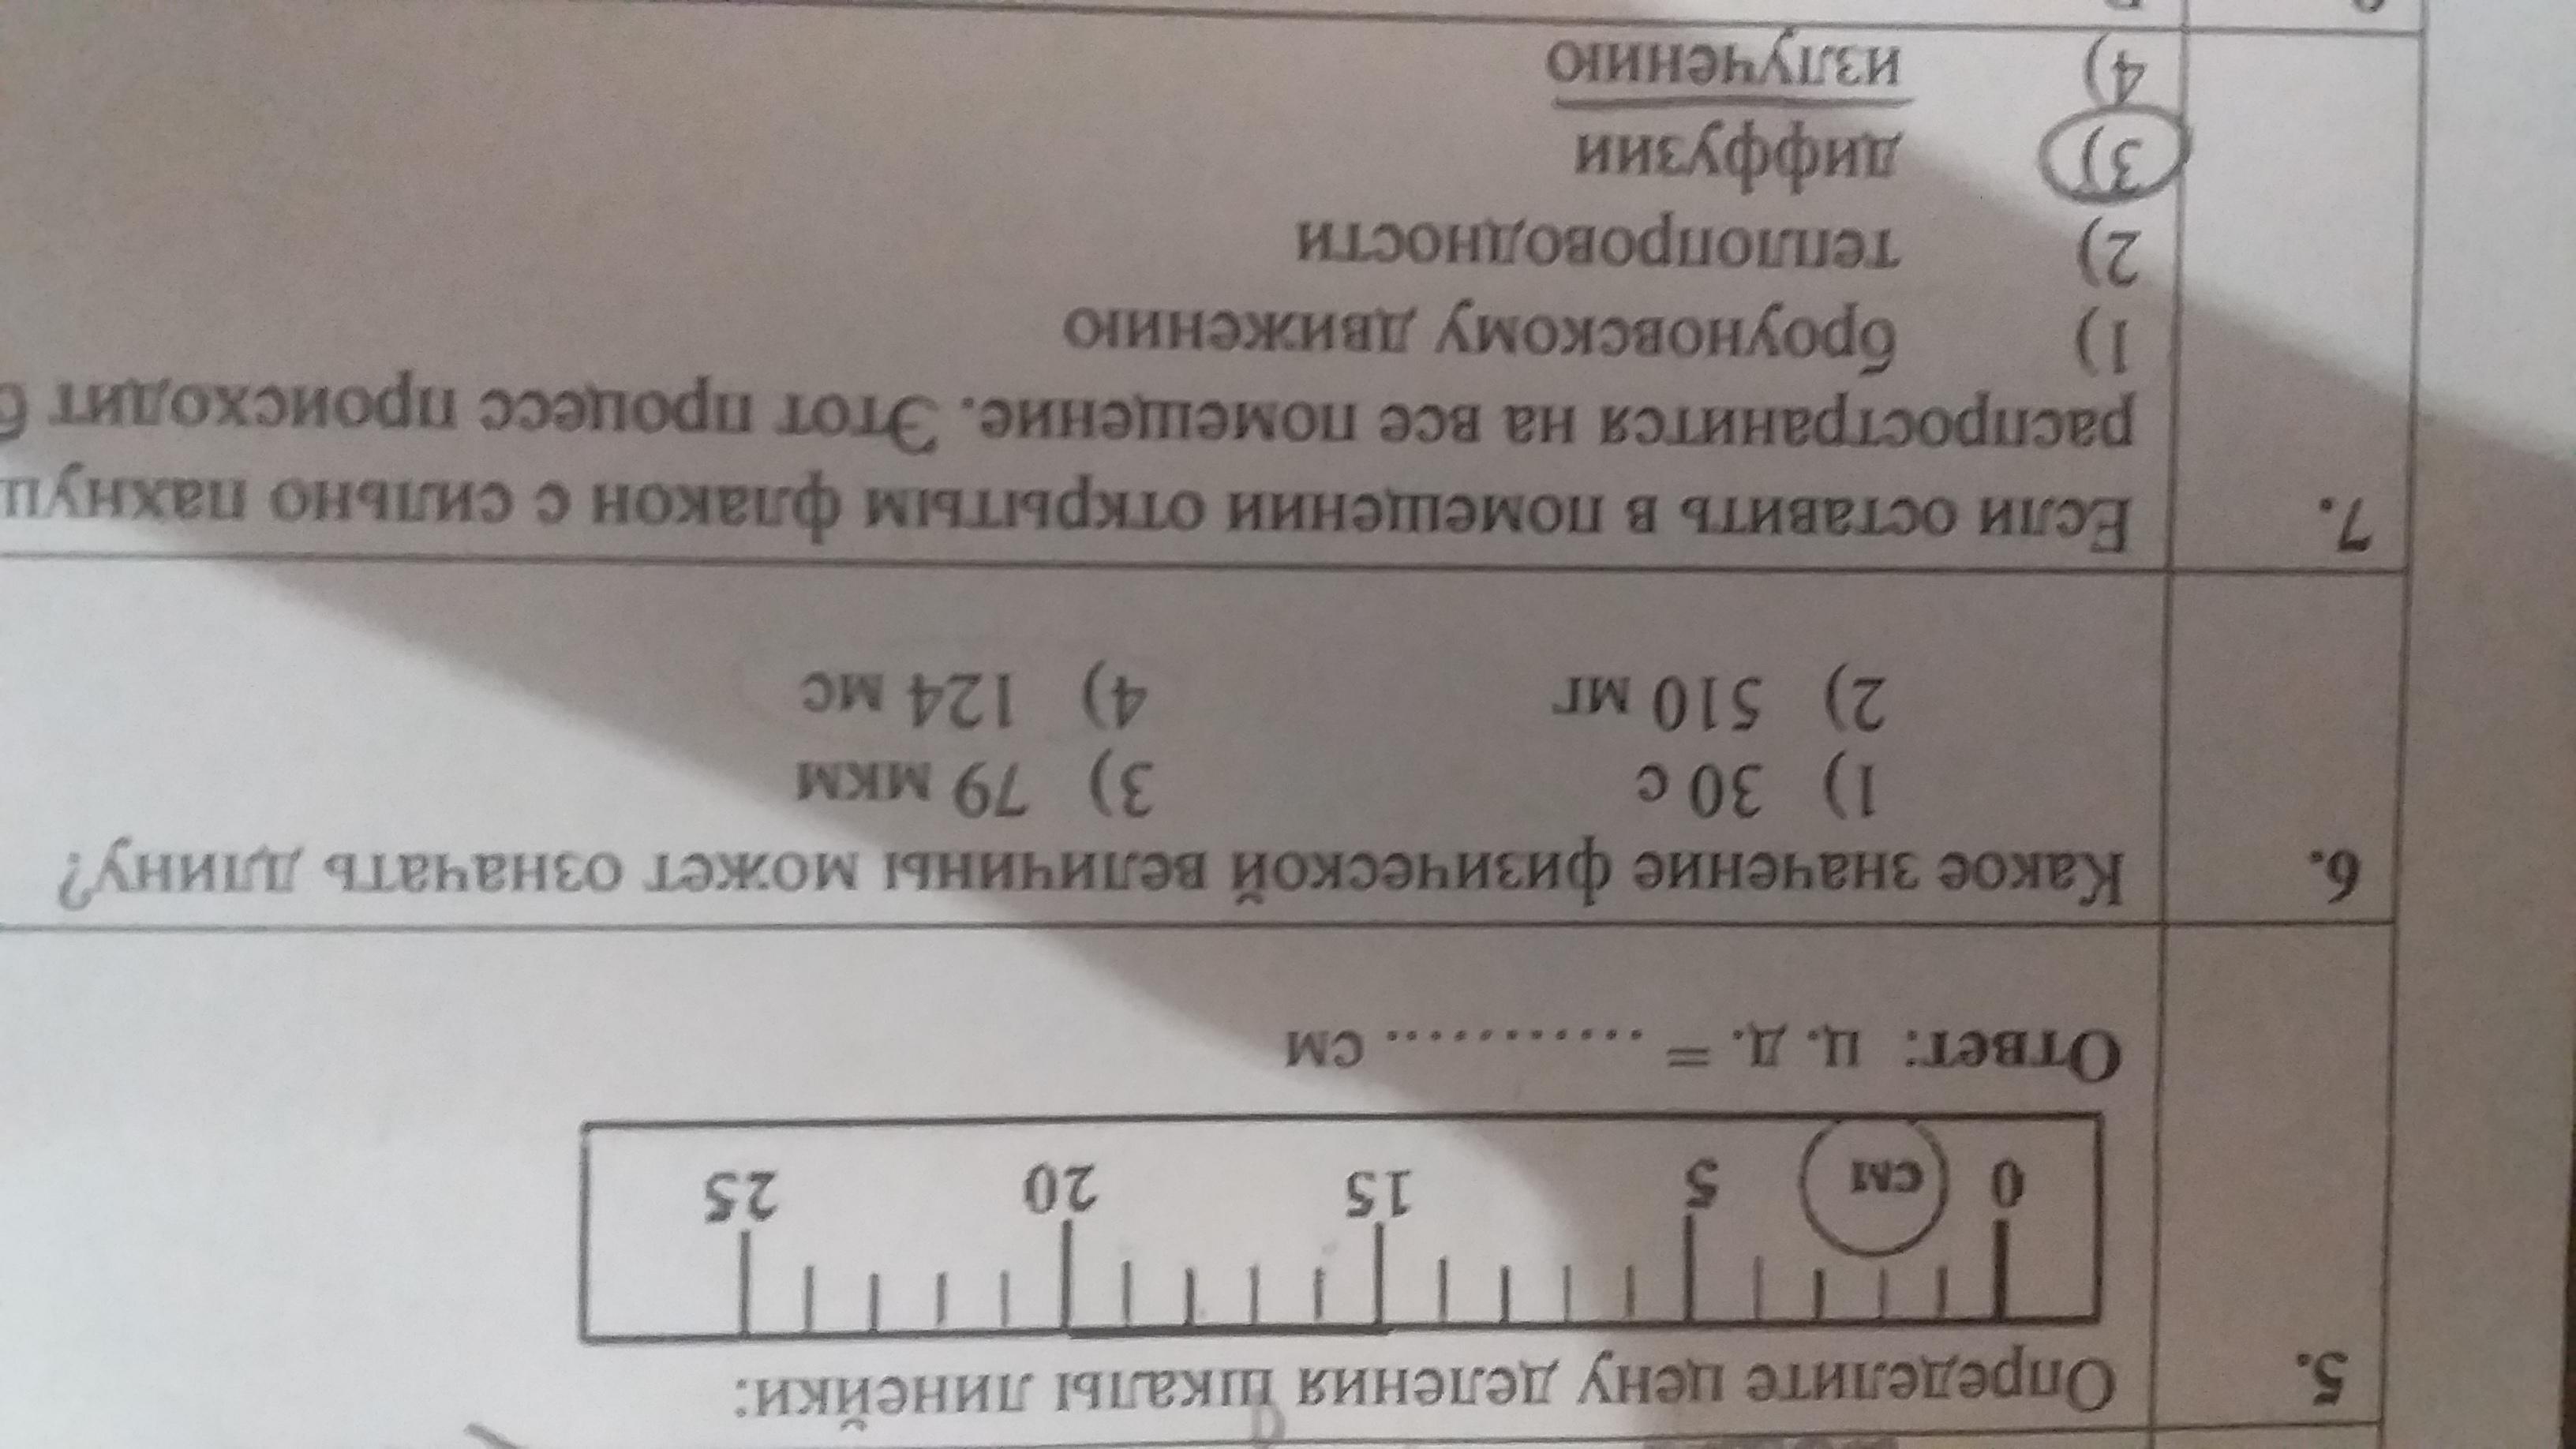 5. Определите цену деления шкалы линейки:
0 см 5 15 20 25
Ответ: ц. д. = ............ см
6. Какое значение физической величины может означать длину?
1) 30 с 3) 79 мкм
2) 510 мг 4) 124 мс
7. Если оставить в помещении открытым флакон с сильно
распространится на все помещение. Этот процесс происходит
1) броуновскому движению
2) теплопроводности
3) диффузии
4) излучению